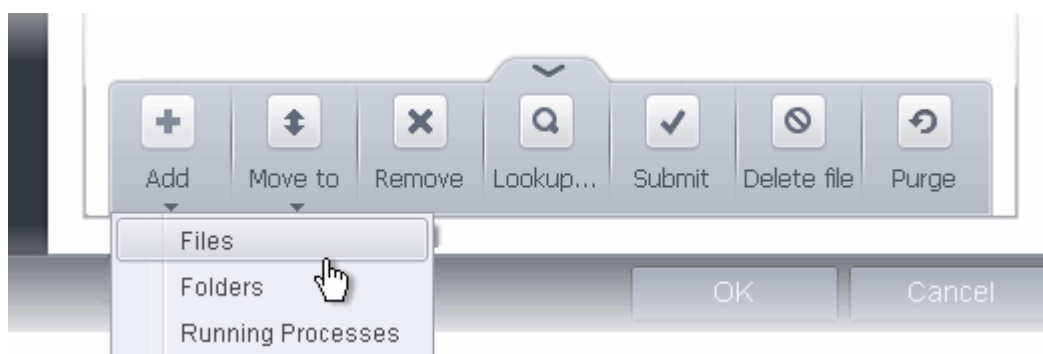 Add Move to Remove Lookup... Submit Delete file Purge
Files
Folders
Running Processes
OK Cancel